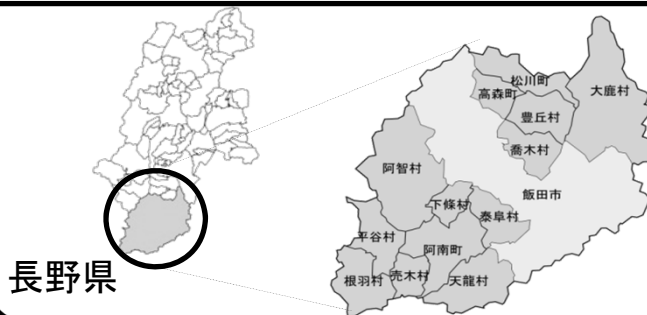 長野県
松川町
高森町
大鹿村
豊丘村
喬木村
阿智村
飯田市
下條村
泰阜村
平谷村
阿南町
根羽村
売木村
天龍村